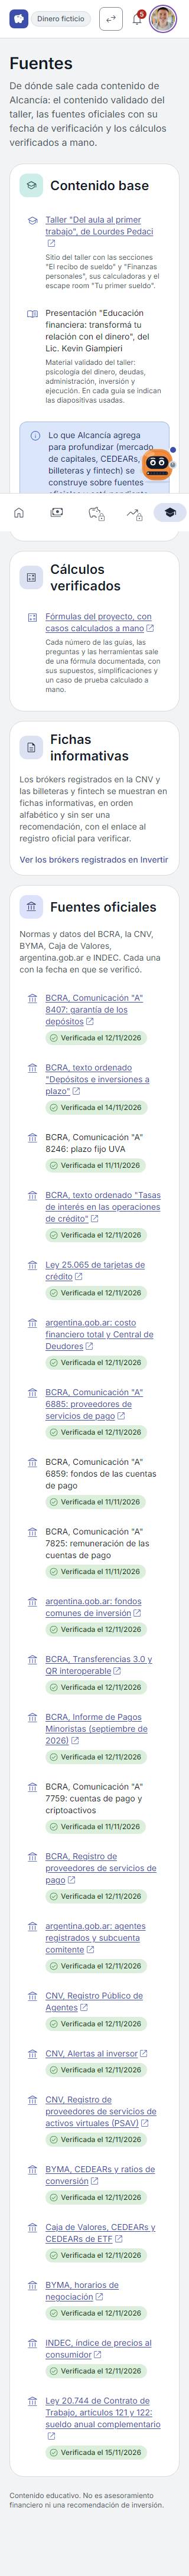 Dinero ficticio
5
Fuentes
De dónde sale cada contenido de
Alcancía: el contenido validado del
taller, las fuentes oficiales con su
fecha de verificación y los cálculos
verificados a mano.
Contenido base
Taller "Del aula al primer
trabajo", de Lourdes Pedaci
Sitio del taller con las secciones
"El recibo de sueldo" y "Finanzas
personales", sus calculadoras y el
escape room "Tu primer sueldo".
Presentación "Educación
financiera: transformá tu
relación con el dinero", del
Lic. Kevin Giampieri
Material validado del taller:
psicología del dinero, deudas,
administración, inversión y
ejecución. En cada guía se indican
las diapositivas usadas.
Lo que Alcancía agrega
para profundizar (mercado
de capitales, CEDEARs,
billeteras y fintech) se
construye sobre fuentes
Cálculos
verificados
Fórmulas del proyecto, con
casos calculados a mano
Cada número de las guías, las
preguntas y las herramientas sale
de una fórmula documentada, con
sus supuestos, simplificaciones y
un caso de prueba calculado a
mano.
Fichas
informativas
Los brókers registrados en la CNV y
las billeteras y fintech se muestran en
fichas informativas, en orden
alfabético y sin ser una
recomendación, con el enlace al
registro oficial para verificar.
Ver los brókers registrados en Invertir
Fuentes oficiales
Normas y datos del BCRA, la CNV,
BYMA, Caja de Valores,
argentina.gob.ar e INDEC. Cada una
con la fecha en que se verificó.
BCRA, Comunicación "A"
8407: garantía de los
depósitos
Verificada el 12/11/2026
BCRA, texto ordenado
"Depósitos e inversiones a
plazo"
Verificada el 14/11/2026
BCRA, Comunicación "A"
8246: plazo fijo UVA
Verificada el 11/11/2026
BCRA, texto ordenado "Tasas
de interés en las operaciones
de crédito"
Verificada el 12/11/2026
Ley 25.065 de tarjetas de
crédito
Verificada el 12/11/2026
argentina.gob.ar: costo
financiero total y Central de
Deudores
Verificada el 12/11/2026
BCRA, Comunicación "A"
6885: proveedores de
servicios de pago
Verificada el 12/11/2026
BCRA, Comunicación "A"
6859: fondos de las cuentas
de pago
Verificada el 11/11/2026
BCRA, Comunicación "A"
7825: remuneración de las
cuentas de pago
Verificada el 11/11/2026
argentina.gob.ar: fondos
comunes de inversión
Verificada el 12/11/2026
BCRA, Transferencias 3.0 y
QR interoperable
Verificada el 12/11/2026
BCRA, Informe de Pagos
Minoristas (septiembre de
2026)
Verificada el 12/11/2026
BCRA, Comunicación "A"
7759: cuentas de pago y
criptoactivos
Verificada el 11/11/2026
BCRA, Registro de
proveedores de servicios de
pago
Verificada el 12/11/2026
argentina.gob.ar: agentes
registrados y subcuenta
comitente
Verificada el 12/11/2026
CNV, Registro Público de
Agentes
Verificada el 12/11/2026
CNV, Alertas al inversor
Verificada el 12/11/2026
CNV, Registro de
proveedores de servicios de
activos virtuales (PSAV)
Verificada el 12/11/2026
BYMA, CEDEARs y ratios de
conversión
Verificada el 12/11/2026
Caja de Valores, CEDEARs y
CEDEARs de ETF
Verificada el 12/11/2026
BYMA, horarios de
negociación
Verificada el 12/11/2026
INDEC, índice de precios al
consumidor
Verificada el 12/11/2026
Ley 20.744 de Contrato de
Trabajo, artículos 121 y 122:
sueldo anual complementario
Verificada el 15/11/2026
Contenido educativo. No es asesoramiento
financiero ni una recomendación de inversión.